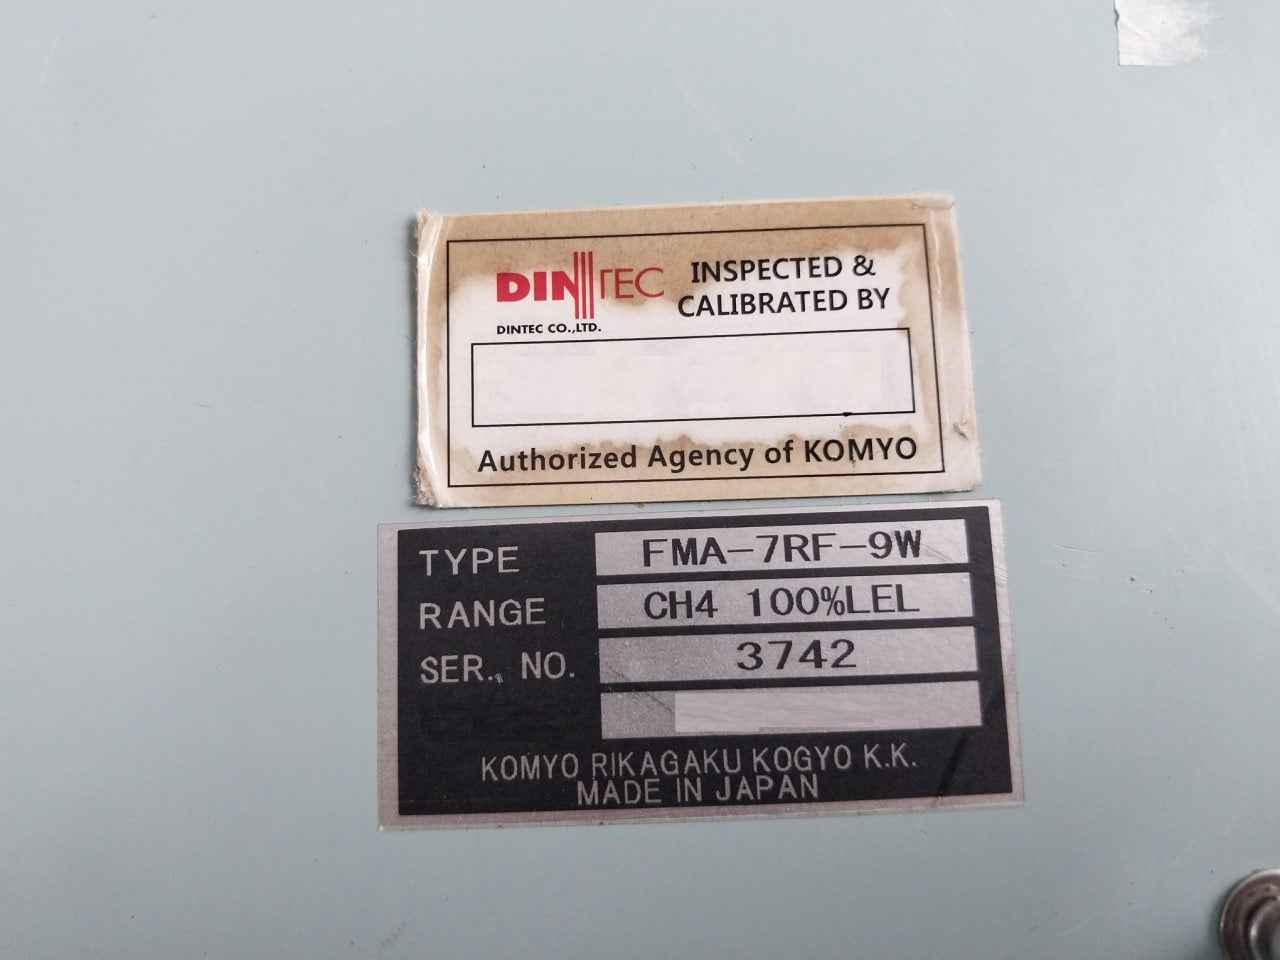 DINTEC INSPECTED &
DINTEC CO.,LTD. CALIBRATED BY
Authorized Agency of KOMYO
TYPE FMA-7RF-9W
RANGE CH4 100%LEL
SER. NO. 3742
KOMYO RIKAGAKU KOGYO K.K.
MADE IN JAPAN